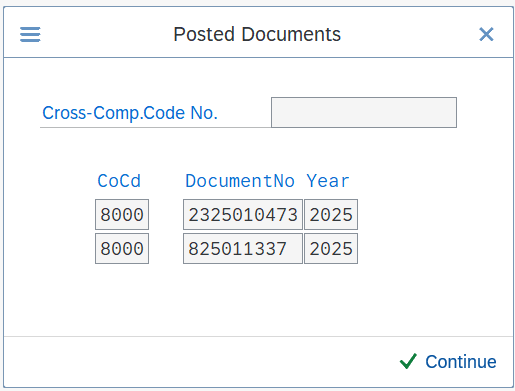 Posted Documents
Cross-Comp.Code No.
CoCd DocumentNo Year
8000 2325010473 2025
8000 825011337 2025
Continue